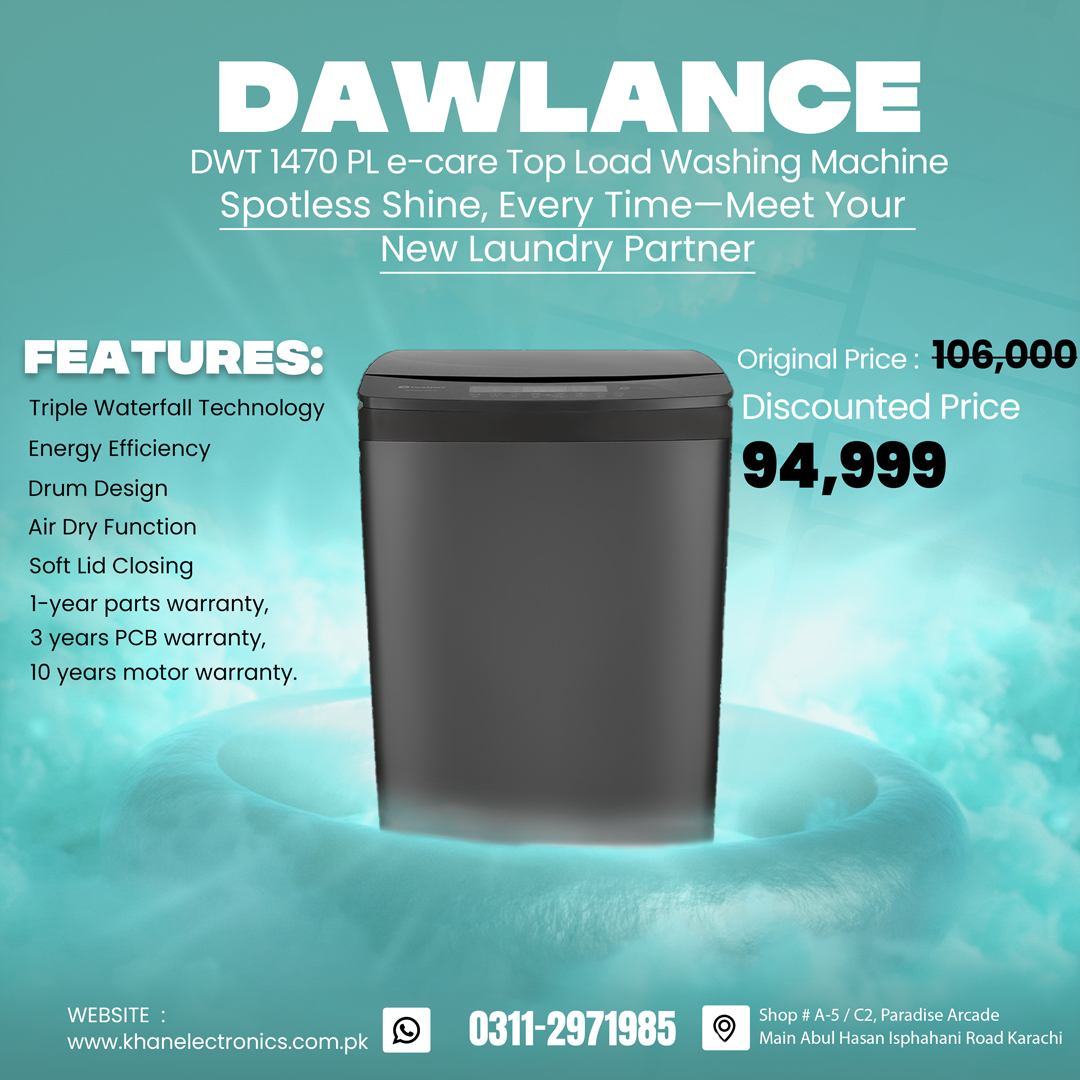 DAWLANCE
DWT 1470 PL e-care Top Load Washing Machine
Spotless Shine, Every Time—Meet Your
New Laundry Partner
FEATURES:
Triple Waterfall Technology
Energy Efficiency
Drum Design
Air Dry Function
Soft Lid Closing
1-year parts warranty,
3 years PCB warranty,
10 years motor warranty.
Original Price : 106,000
Discounted Price
94,999
WEBSITE :
www.khanelectronics.com.pk
0311-2971985
Shop # A-5 / C2, Paradise Arcade
Main Abul Hasan Isphahani Road Karachi